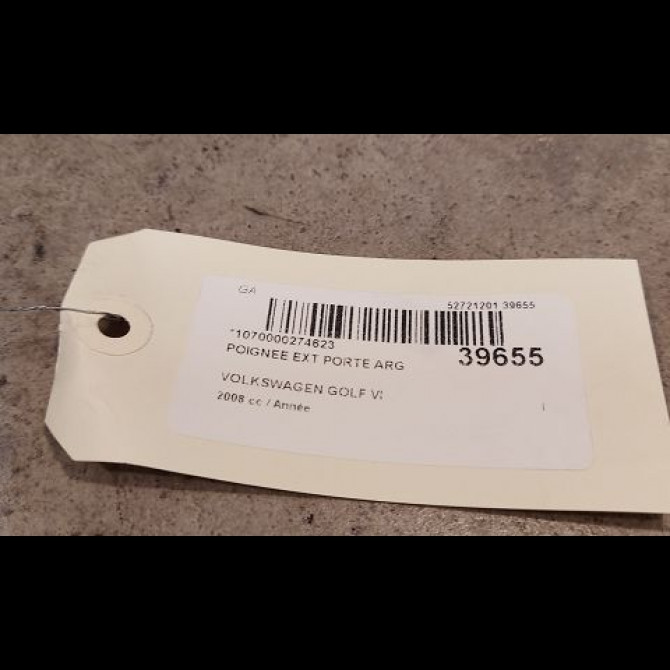 GA
52721201 39655
*1070000274623
39655
POIGNEE EXT PORTE ARG
VOLKSWAGEN GOLF VI
2008 cc / Année